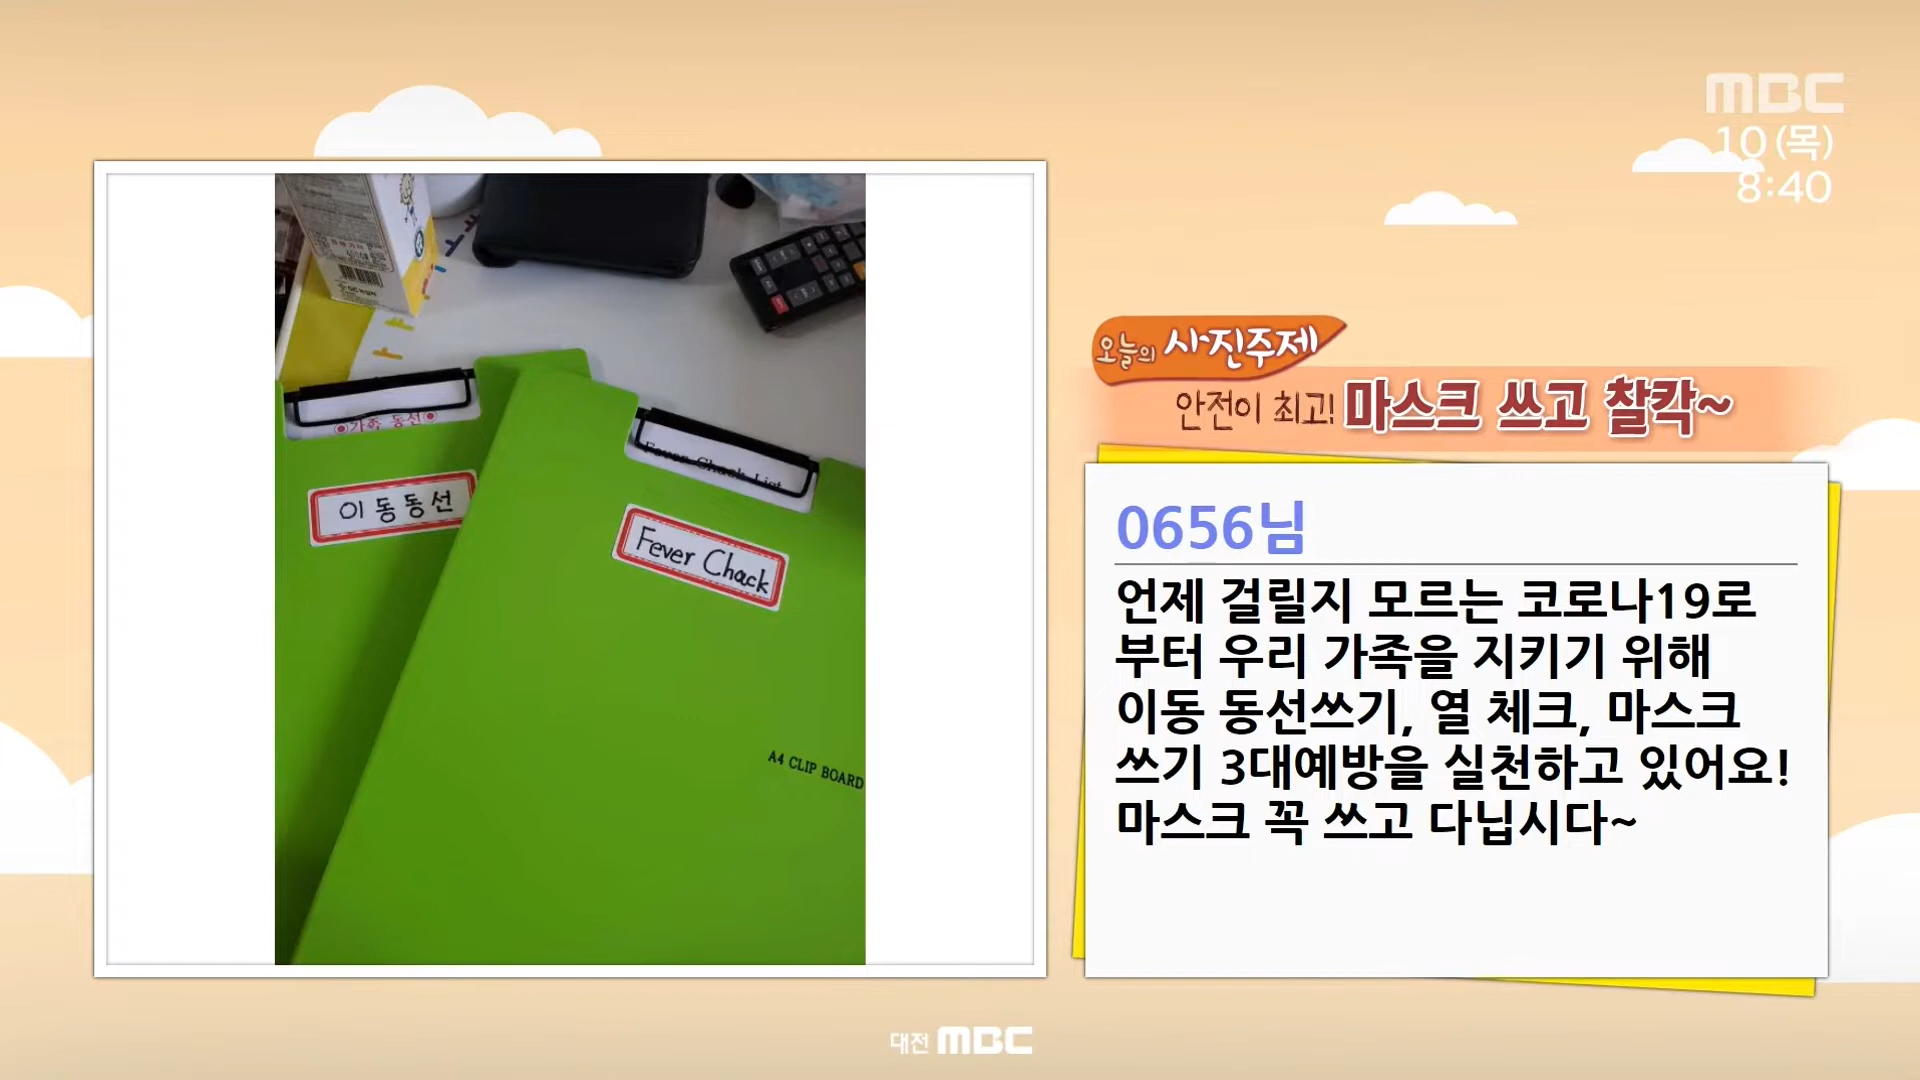 MBC
10(목)
8:40
가족 동선
이동동선
Fever Chack List
Fever Chack
A4 CLIP BOARD
오늘의 사진주제
안전이 최고! 마스크 쓰고 찰칵~
0656님
언제 걸릴지 모르는 코로나19로
부터 우리 가족을 지키기 위해
이동 동선쓰기, 열 체크, 마스크
쓰기 3대예방을 실천하고 있어요!
마스크 꼭 쓰고 다닙시다~
대전 MBC